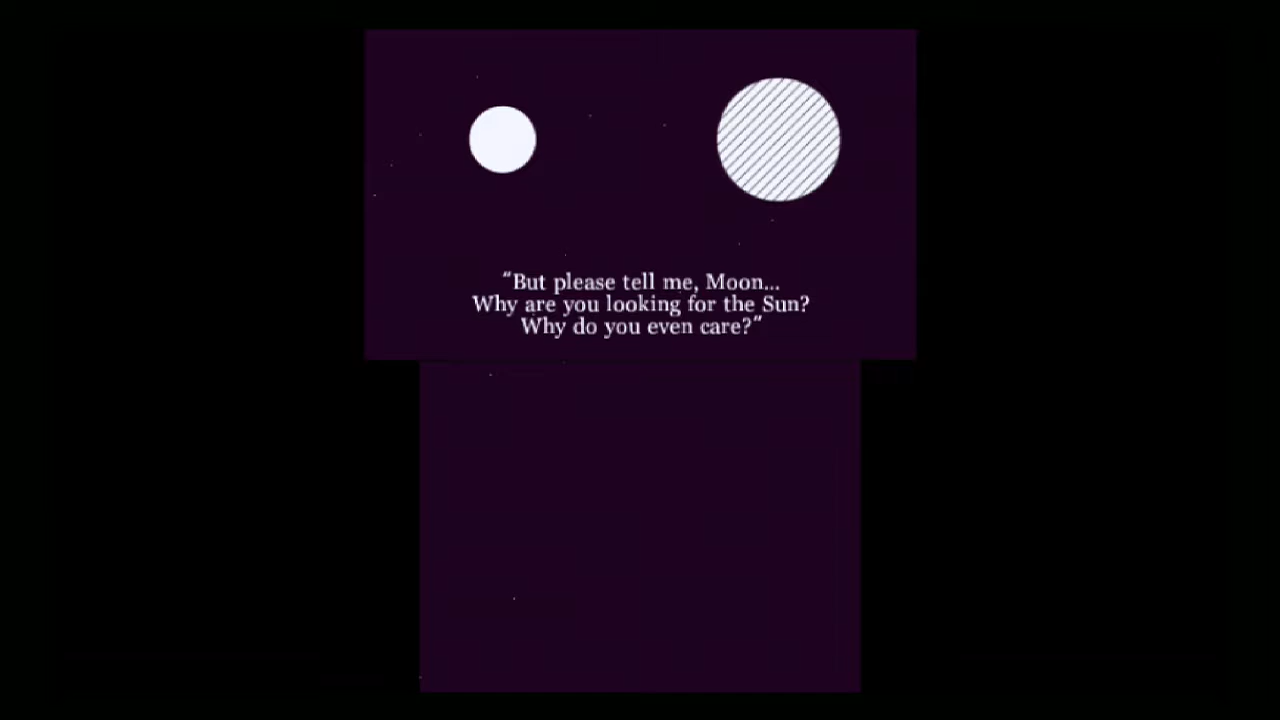 “But please tell me, Moon...
Why are you looking for the Sun?
Why do you even care?”